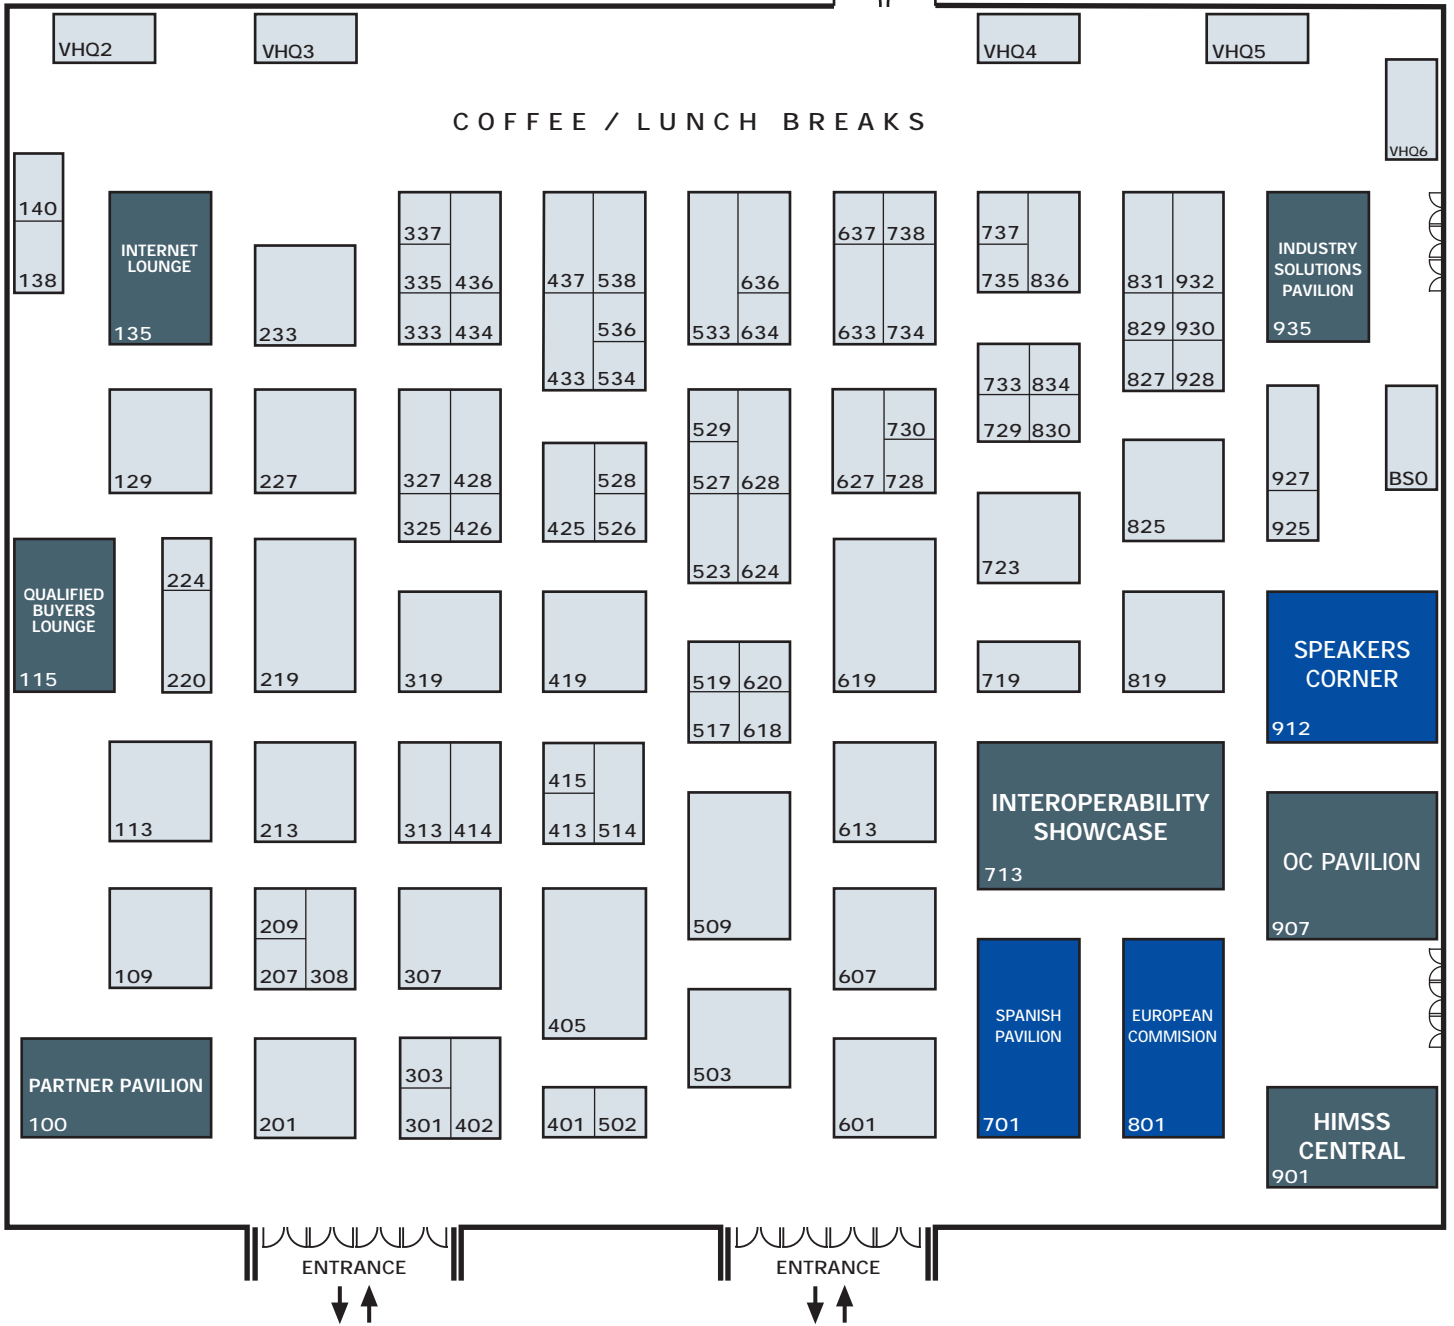 VHQ2
VHQ3
VHQ4
VHQ5
VHQ6
COFFEE / LUNCH BREAKS
140
138
INTERNET
LOUNGE
135
233
337
335 436
333 434
437 538
536
433 534
636
533 634
637 738
633 734
737
735 836
733 834
729 830
831 932
829 930
827 928
INDUSTRY
SOLUTIONS
PAVILION
935
129
227
327 428
325 426
528
425 526
529
527 628
523 624
730
627 728
723
825
927
925
BSO
QUALIFIED
BUYERS
LOUNGE
115
224
220
219
319
419
519 620
517 618
619
719
819
SPEAKERS
CORNER
912
113
213
313 414
415
413 514
509
613
INTEROPERABILITY
SHOWCASE
713
OC PAVILION
907
109
209
207 308
307
405
503
607
SPANISH
PAVILION
701
EUROPEAN
COMMISION
801
PARTNER PAVILION
100
201
303
301 402
401 502
601
HIMSS
CENTRAL
901
ENTRANCE
ENTRANCE